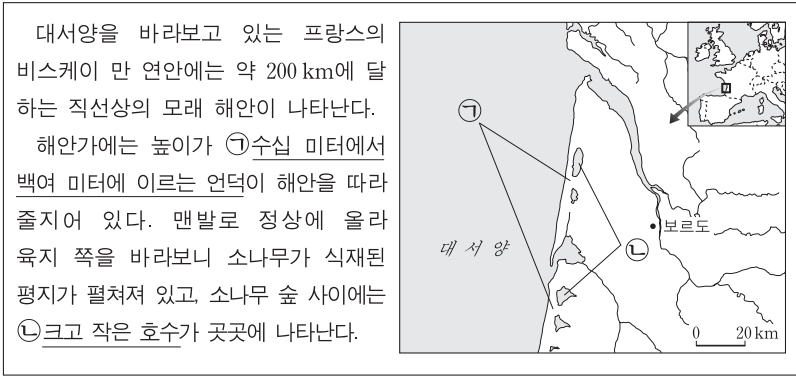 대서양을 바라보고 있는 프랑스의
비스케이 만 연안에는 약 200 km에 달
하는 직선상의 모래 해안이 나타난다.
해안가에는 높이가 ㉠수십 미터에서
백여 미터에 이르는 언덕이 해안을 따라
줄지어 있다. 맨발로 정상에 올라
육지 쪽을 바라보니 소나무가 식재된
평지가 펼쳐져 있고, 소나무 숲 사이에는
㉡크고 작은 호수가 곳곳에 나타난다.
㉠
대 서 양
㉡
보르도
0 20 km